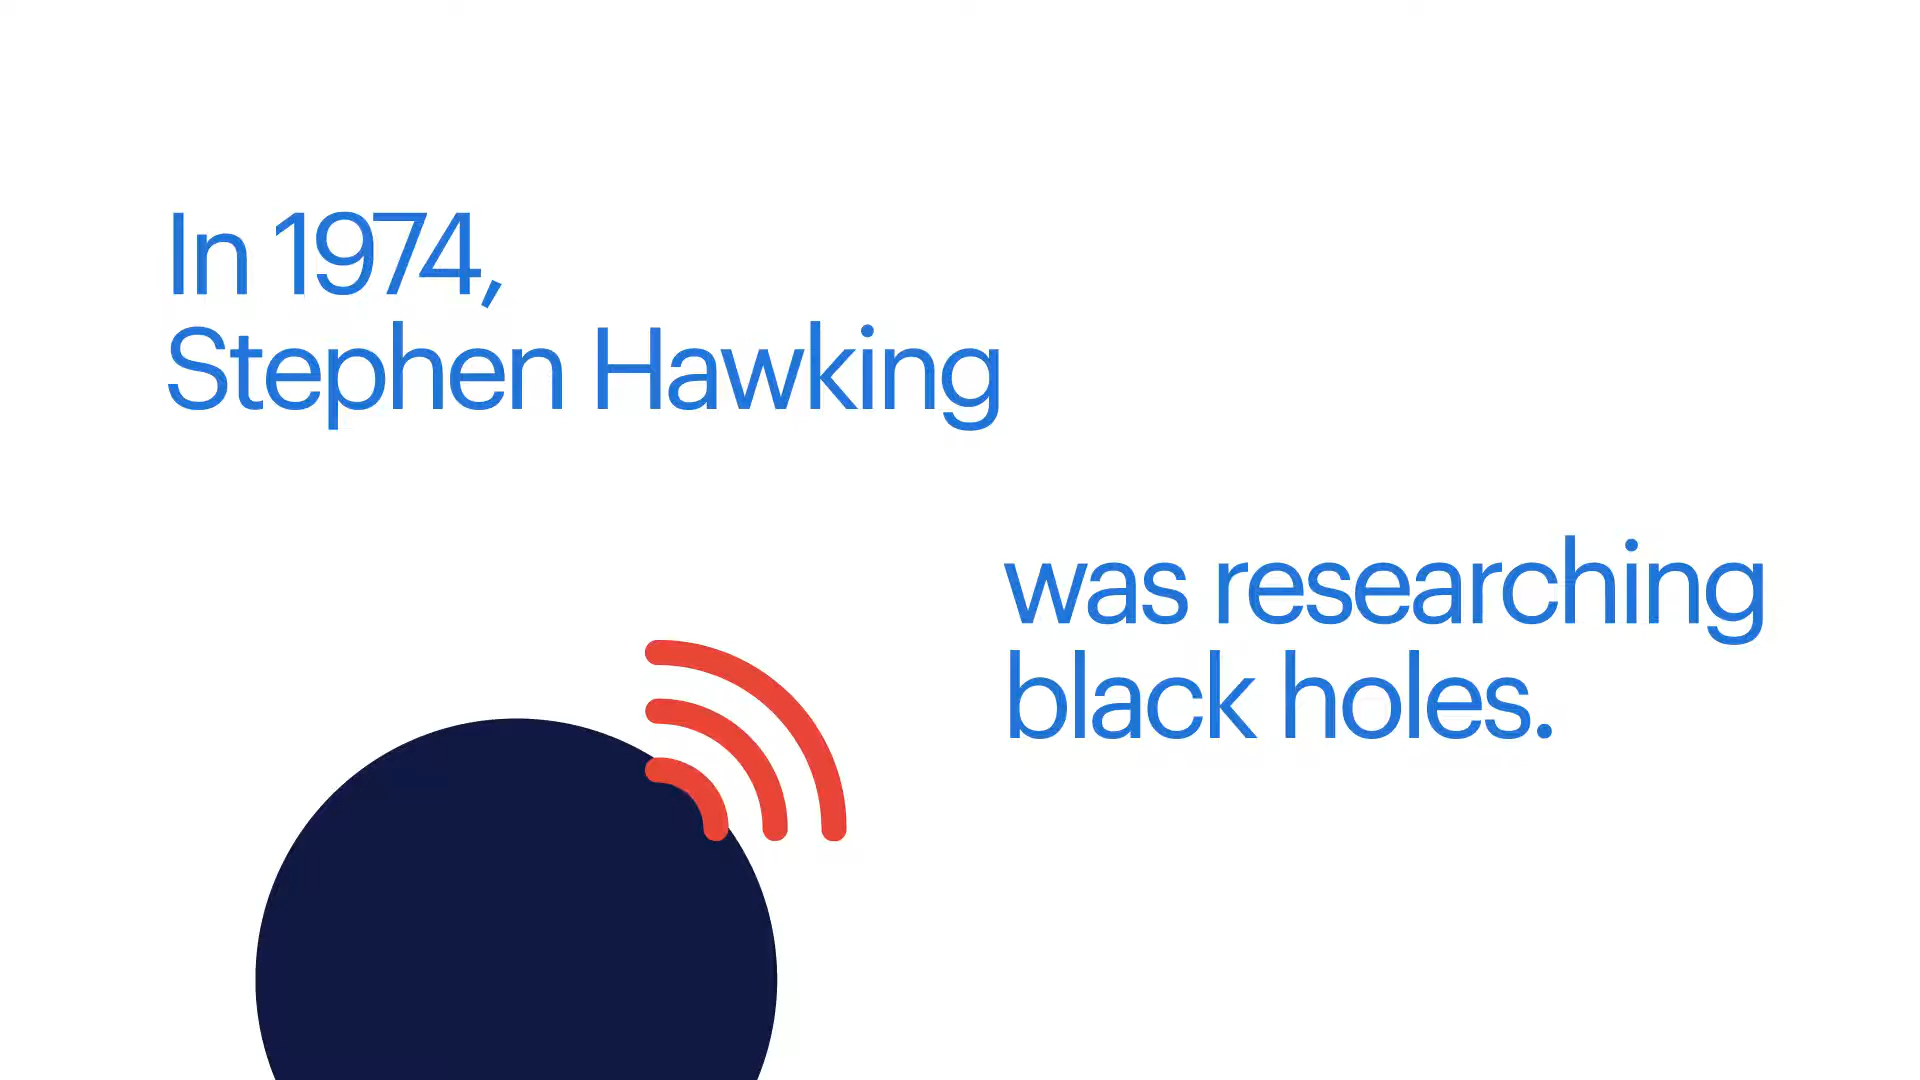 In 1974,
Stephen Hawking
was researching
black holes.